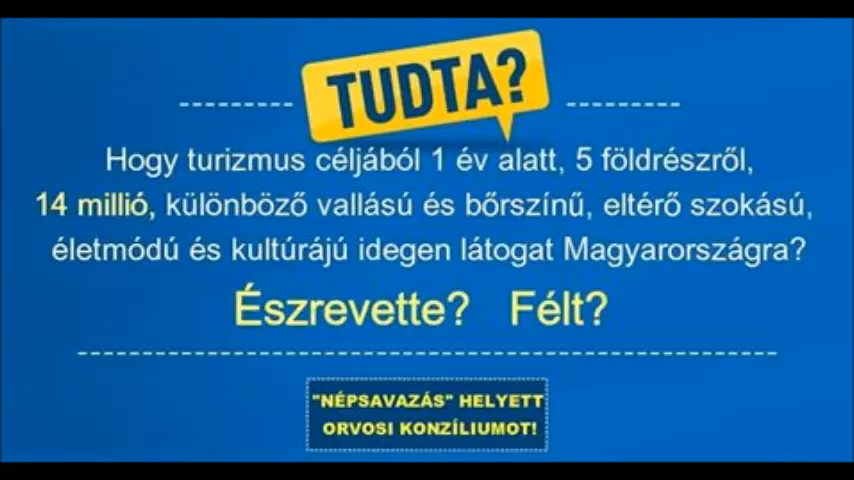 TUDTA?
Hogy turizmus céljából 1 év alatt, 5 földrészről,
14 millió, különböző vallású és bőrszínű, eltérő szokású,
életmódú és kultúrájú idegen látogat Magyarországra?
Észrevette? Félt?
"NÉPSAVAZÁS" HELYETT
ORVOSI KONZÍLIUMOT!